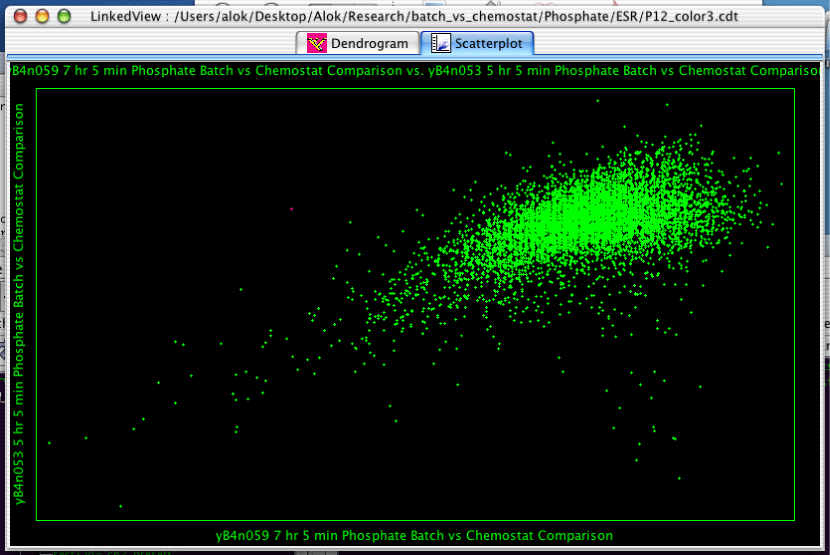 LinkedView : /Users/alok/Desktop/Alok/Research/batch_vs_chemostat/Phosphate/ESR/P12_color3.cdt
Dendrogram
Scatterplot
yB4n059 7 hr 5 min Phosphate Batch vs Chemostat Comparison vs. yB4n053 5 hr 5 min Phosphate Batch vs Chemostat Comparison
yB4n053 5 hr 5 min Phosphate Batch vs Chemostat Comparison
yB4n059 7 hr 5 min Phosphate Batch vs Chemostat Comparison